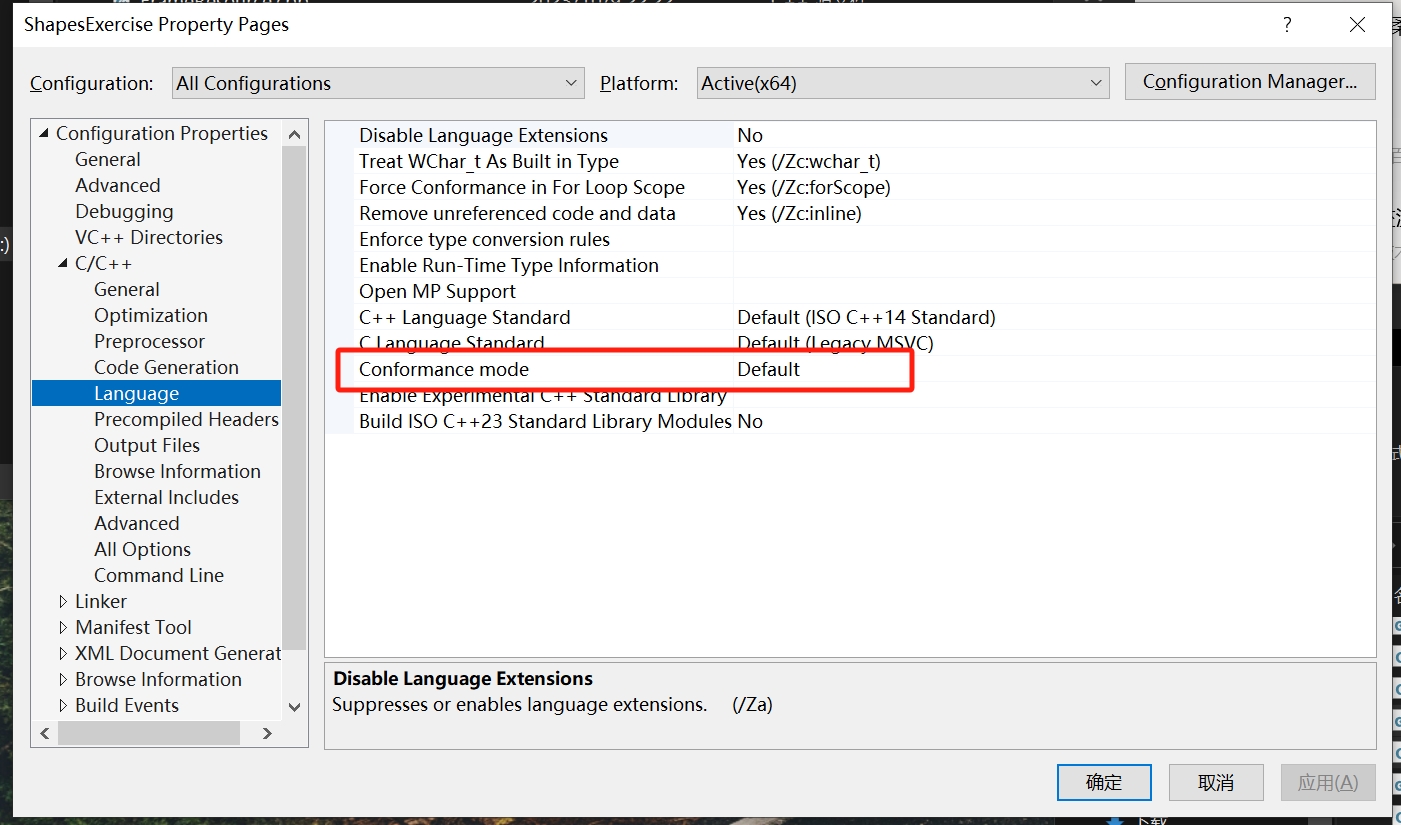 ShapesExercise Property Pages
?
Configuration: All Configurations Platform: Active(x64) Configuration Manager...
Configuration Properties
General
Advanced
Debugging
VC++ Directories
C/C++
General
Optimization
Preprocessor
Code Generation
Language
Precompiled Headers
Output Files
Browse Information
External Includes
Advanced
All Options
Command Line
Linker
Manifest Tool
XML Document Generat
Browse Information
Build Events
Disable Language Extensions No
Treat WChar_t As Built in Type Yes (/Zc:wchar_t)
Force Conformance in For Loop Scope Yes (/Zc:forScope)
Remove unreferenced code and data Yes (/Zc:inline)
Enforce type conversion rules
Enable Run-Time Type Information
Open MP Support
C++ Language Standard Default (ISO C++14 Standard)
C Language Standard Default (Legacy MSVC)
Conformance mode Default
Enable Experimental C++ Standard Library
Build ISO C++23 Standard Library Modules No
Disable Language Extensions
Suppresses or enables language extensions. (/Za)
确定 取消 应用(A)
下载